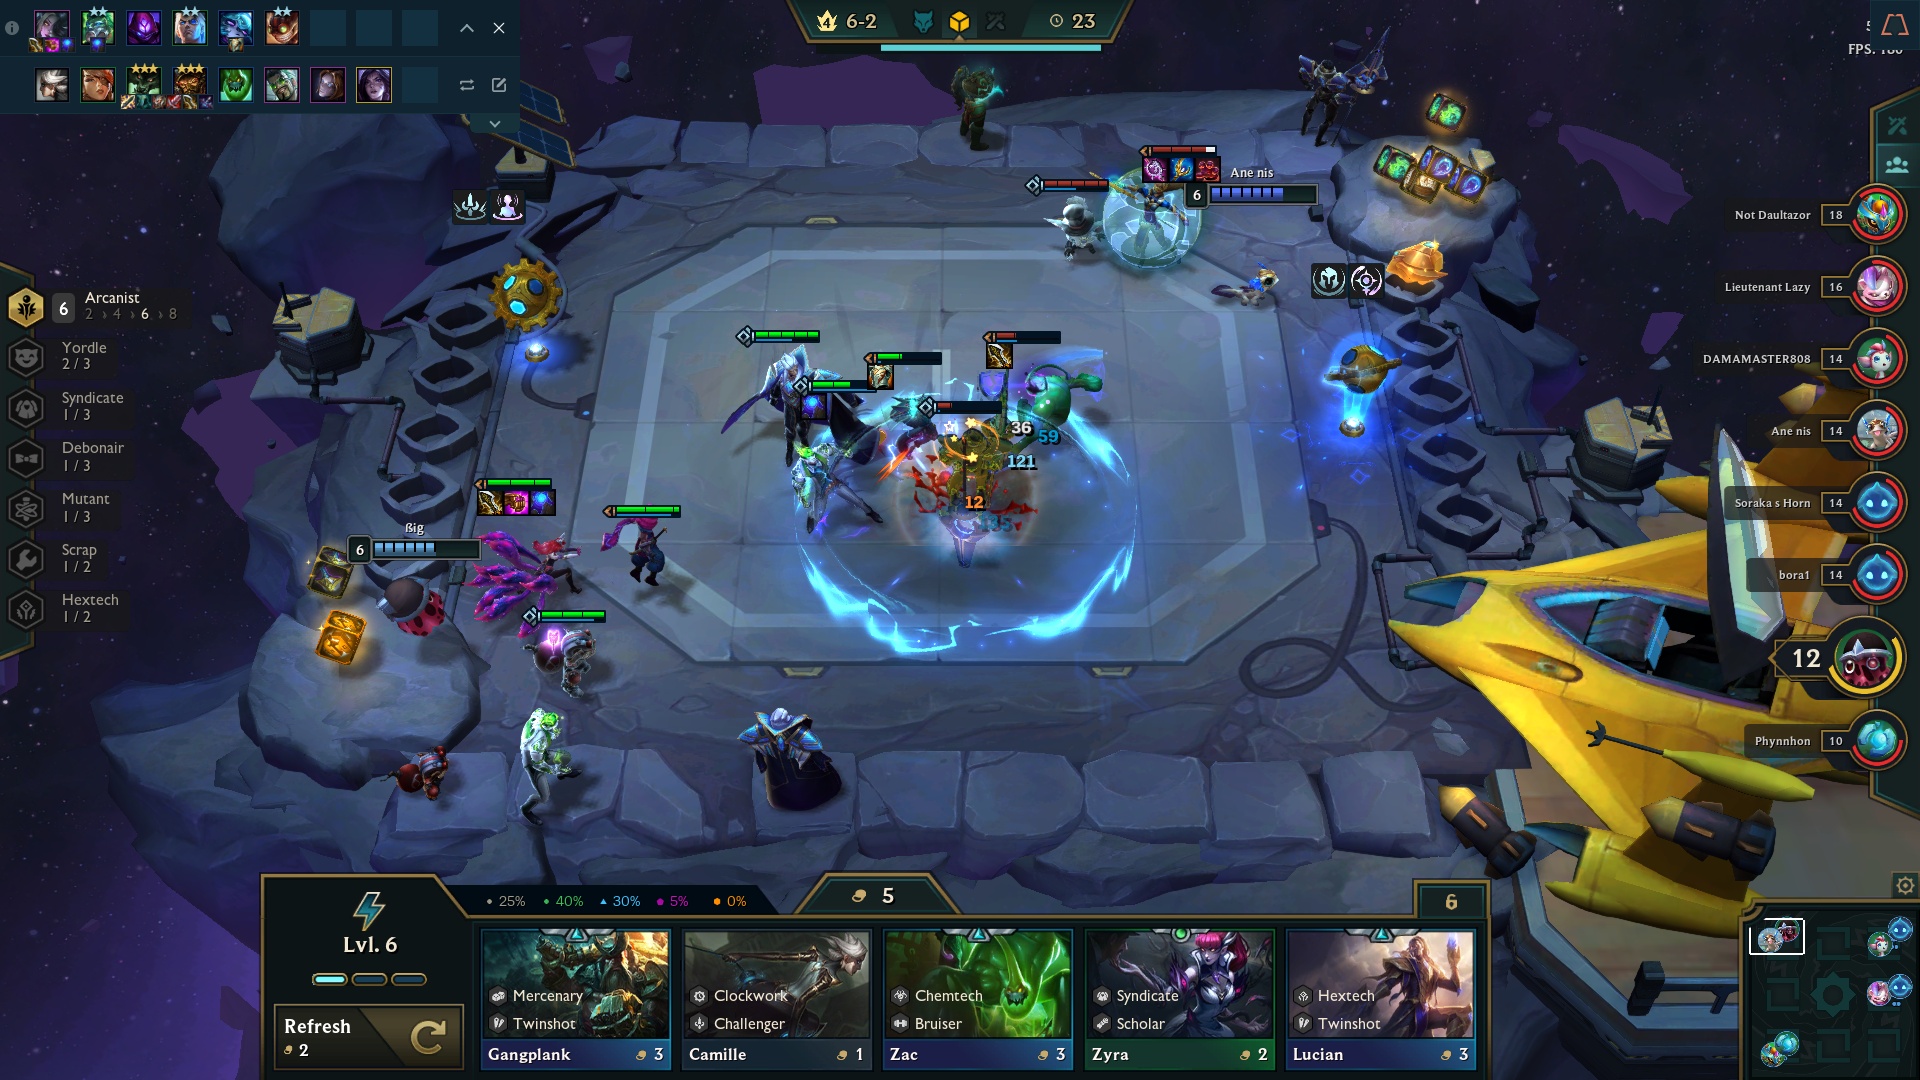 4 6-2 23
FPS: 180
Ane nis
6
Not Daultazor 18
Lieutenant Lazy 16
DAMAMASTER808 14
Ane nis 14
Soraka s Horn 14
bora1 14
12
Phynnhon 10
6 Arcanist
2 › 4 › 6 › 8
Yordle
2 / 3
Syndicate
1 / 3
Debonair
1 / 3
Mutant
1 / 3
Scrap
1 / 2
Hextech
1 / 2
ßig
6
36
59
121
12
25% 40% 30% 5% 0%
5
6
Lvl. 6
Refresh
2
Mercenary
Twinshot
Gangplank 3
Clockwork
Challenger
Camille 1
Chemtech
Bruiser
Zac 3
Syndicate
Scholar
Zyra 2
Hextech
Twinshot
Lucian 3